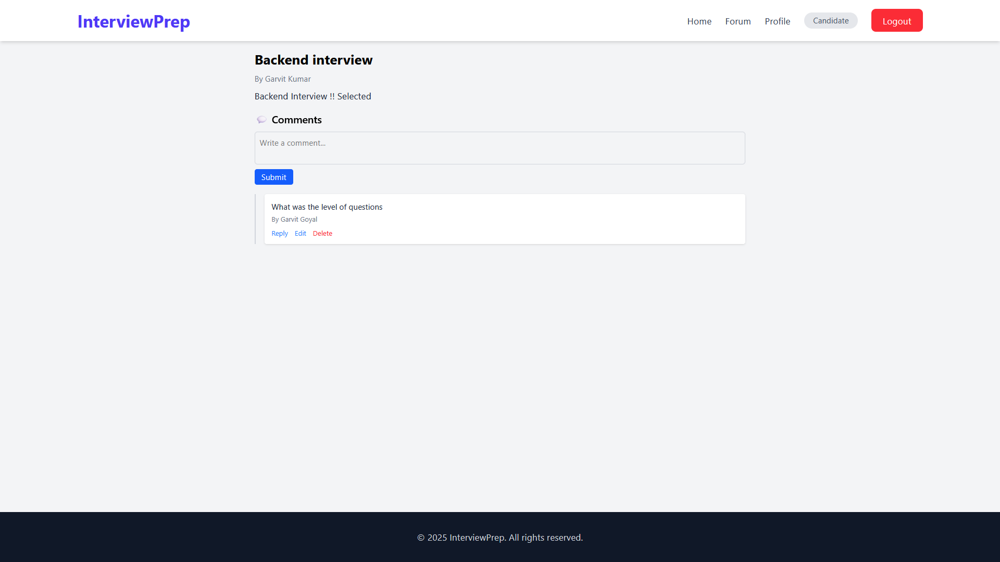 InterviewPrep
Home Forum Profile Candidate Logout
Backend interview
By Garvit Kumar
Backend Interview !! Selected
Comments
Write a comment...
Submit
What was the level of questions
By Garvit Goyal
Reply Edit Delete
© 2025 InterviewPrep. All rights reserved.